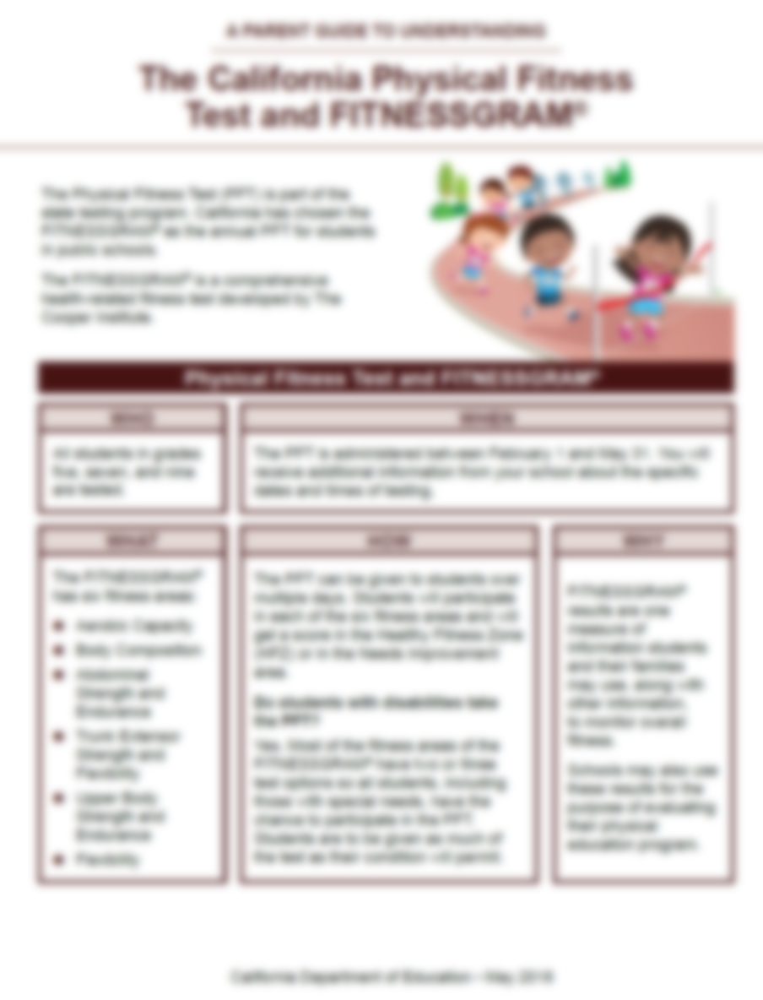 A PARENT GUIDE TO UNDERSTANDING
The California Physical Fitness
Test and FITNESSGRAM®
The Physical Fitness Test (PFT) is part of the
state testing program. California has chosen the
FITNESSGRAM® as the annual PFT for students
in public schools.
The FITNESSGRAM® is a comprehensive
health-related fitness test developed by The
Cooper Institute.
Physical Fitness Test and FITNESSGRAM®
WHO
All students in grades
five, seven, and nine
are tested.
WHEN
The PFT is administered between February 1 and May 31. You will
receive additional information from your school about the specific
dates and times of testing.
WHAT
The FITNESSGRAM®
has six fitness areas:
Aerobic Capacity
Body Composition
Abdominal
Strength and
Endurance
Trunk Extensor
Strength and
Flexibility
Upper Body
Strength and
Endurance
Flexibility
HOW
The PFT can be given to students over
multiple days. Students will participate
in each of the six fitness areas and will
get a score in the Healthy Fitness Zone
(HFZ) or in the Needs Improvement
area.
Do students with disabilities take
the PFT?
Yes. Most of the fitness areas of the
FITNESSGRAM® have two or three
test options so all students, including
those with special needs, have the
chance to participate in the PFT.
Students are to be given as much of
the test as their condition will permit.
WHY
FITNESSGRAM®
results are one
measure of
information students
and their families
may use, along with
other information,
to monitor overall
fitness.
Schools may also use
these results for the
purpose of evaluating
their physical
education program.
California Department of Education – May